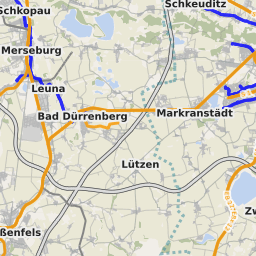 Schkopau
Schkeuditz
Merseburg
Leuna
Bad Dürrenberg
Markranstädt
Lützen
ßenfels
Zw